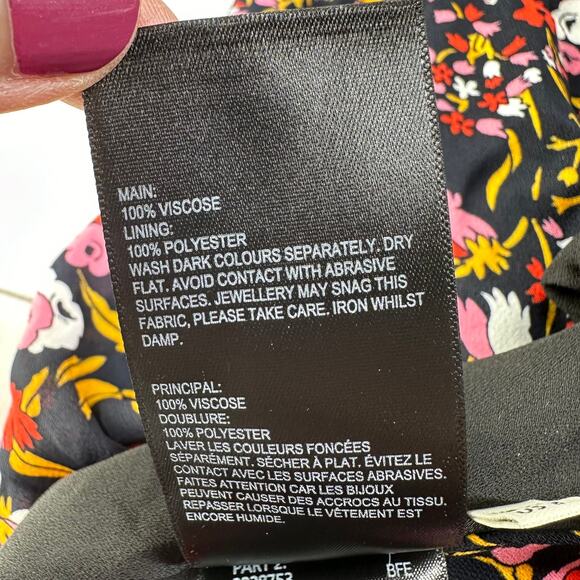 MAIN:
100% VISCOSE
LINING:
100% POLYESTER
WASH DARK COLOURS SEPARATELY. DRY
FLAT. AVOID CONTACT WITH ABRASIVE
SURFACES. JEWELLERY MAY SNAG THIS
FABRIC, PLEASE TAKE CARE. IRON WHILST
DAMP.
PRINCIPAL:
100% VISCOSE
DOUBLURE:
100% POLYESTER
LAVER LES COULEURS FONCÉES
SÉPARÉMENT. SÉCHER À PLAT. ÉVITEZ LE
CONTACT AVEC LES SURFACES ABRASIVES.
FAITES ATTENTION CAR LES BIJOUX
PEUVENT CAUSER DES ACCROCS AU TISSU.
REPASSER LORSQUE LE VÊTEMENT EST
ENCORE HUMIDE.
PART 2:
BFE